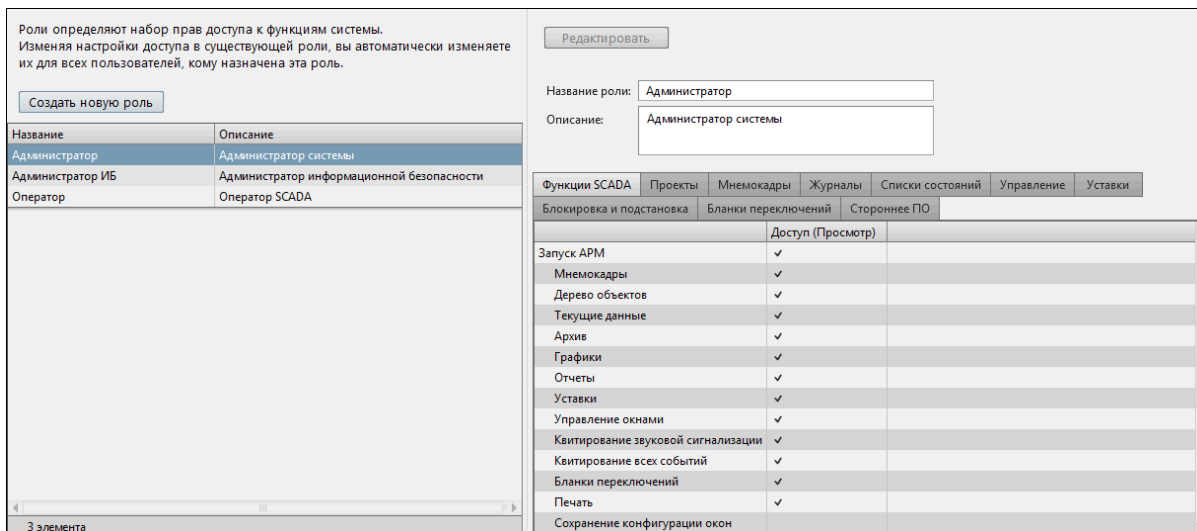 Роли определяют набор прав доступа к функциям системы.
Изменяя настройки доступа в существующей роли, вы автоматически изменяете
их для всех пользователей, кому назначена эта роль.
Создать новую роль
Название Описание
Администратор Администратор системы
Администратор ИБ Администратор информационной безопасности
Оператор Оператор SCADA
3 элемента
Редактировать
Название роли: Администратор
Описание: Администратор системы
Функции SCADA Проекты Мнемокадры Журналы Списки состояний Управление Уставки
Блокировка и подстановка Бланки переключений Стороннее ПО
Доступ (Просмотр)
Запуск АРМ ✓
Мнемокадры ✓
Дерево объектов ✓
Текущие данные ✓
Архив ✓
Графики ✓
Отчеты ✓
Уставки ✓
Управление окнами ✓
Квитирование звуковой сигнализации ✓
Квитирование всех событий ✓
Бланки переключений ✓
Печать ✓
Сохранение конфигурации окон